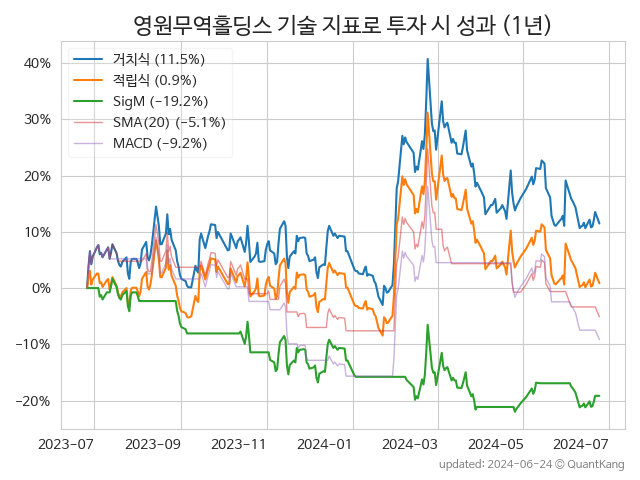 영원무역홀딩스 기술 지표로 투자 시 성과 (1년)
거치식 (11.5%)
적립식 (0.9%)
SigM (−19.2%)
SMA(20) (−5.1%)
MACD (−9.2%)
40%
30%
20%
10%
0%
−10%
−20%
2023-07 2023-09 2023-11 2024-01 2024-03 2024-05 2024-07
updated: 2024-06-24 ⓒ QuantKang